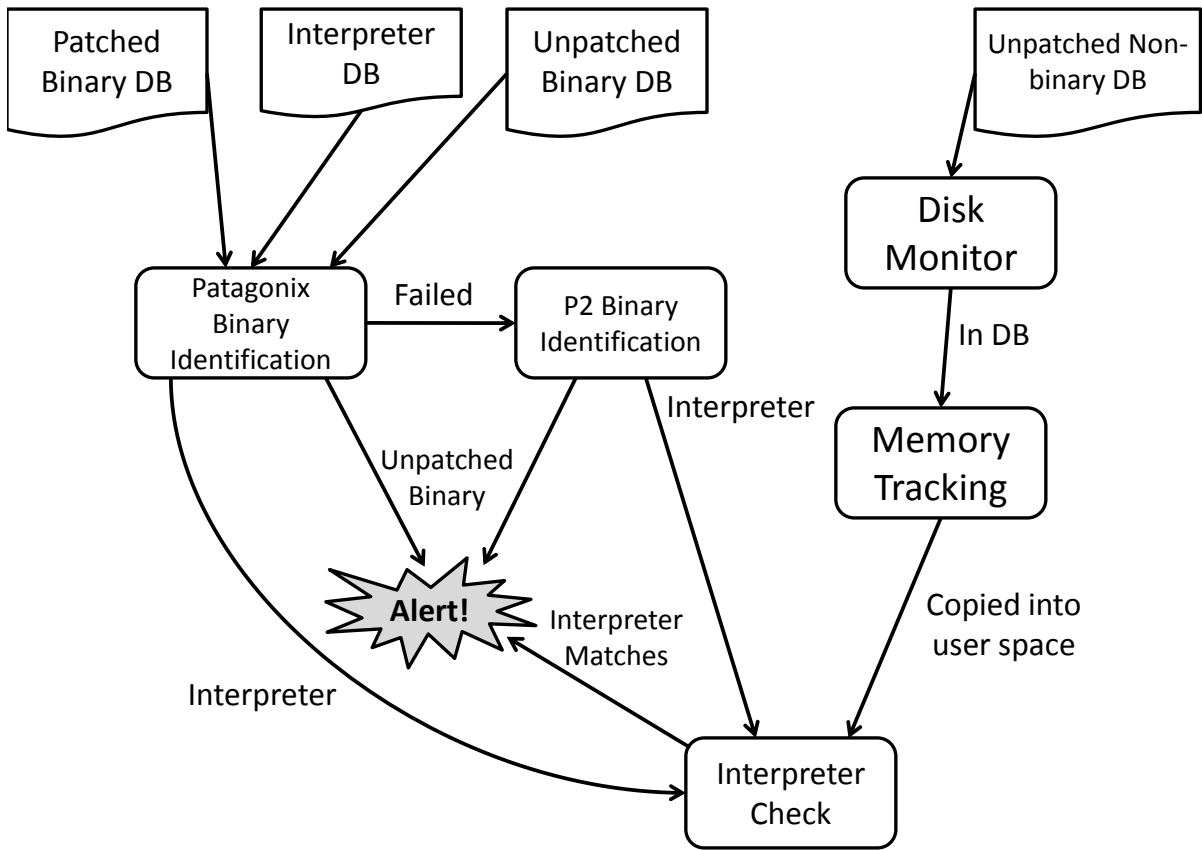 Patched
Binary DB
Interpreter
DB
Unpatched
Binary DB
Unpatched Non-
binary DB
Disk
Monitor
Patagonix
Binary
Identification
Failed
P2 Binary
Identification
In DB
Interpreter
Memory
Tracking
Unpatched
Binary
Alert!
Interpreter
Matches
Copied into
user space
Interpreter
Interpreter
Check